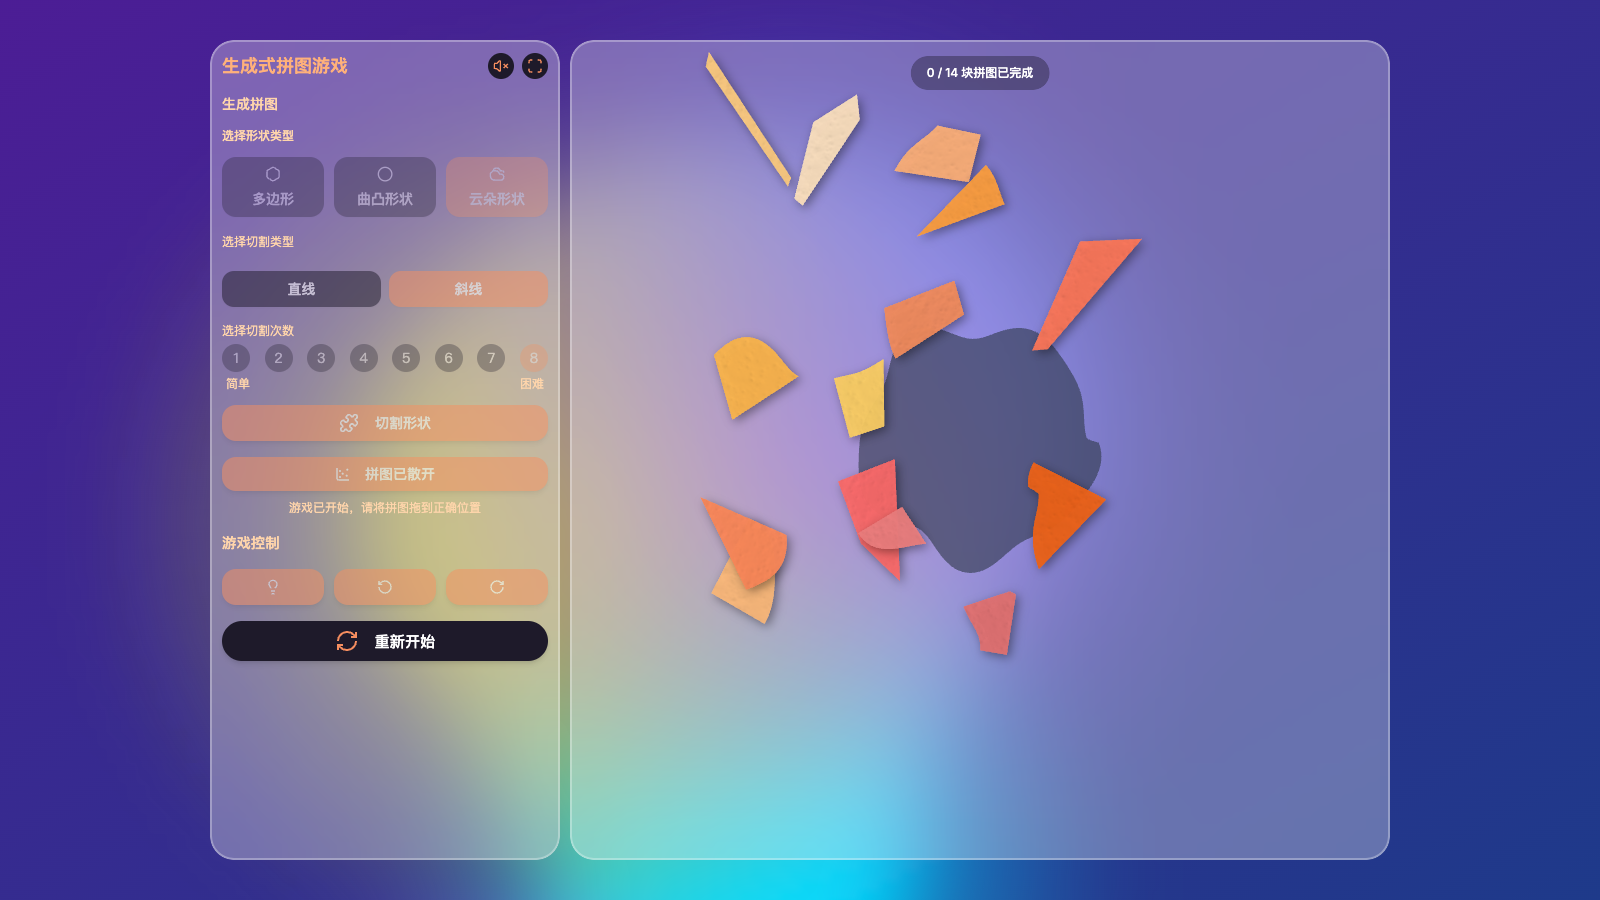 生成式拼图游戏
生成拼图
选择形状类型
多边形 曲凸形状 云朵形状
选择切割类型
直线 斜线
选择切割次数
1 2 3 4 5 6 7 8
简单 困难
切割形状
拼图已散开
游戏已开始，请将拼图拖到正确位置
游戏控制
重新开始
0 / 14 块拼图已完成